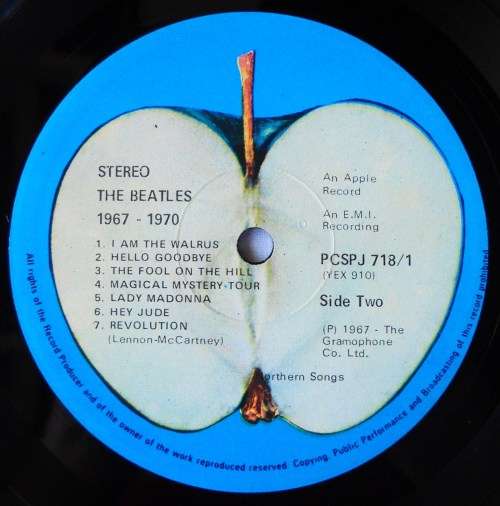 STEREO
THE BEATLES
1967 - 1970
1. I AM THE WALRUS
2. HELLO GOODBYE
3. THE FOOL ON THE HILL
4. MAGICAL MYSTERY TOUR
5. LADY MADONNA
6. HEY JUDE
7. REVOLUTION
(Lennon-McCartney)
An Apple
Record
An E.M.I.
Recording
PCSPJ 718/1
(YEX 910)
Side Two
(P) 1967 - The
Gramophone
Co. Ltd.
orthern Songs
All rights of the Record Producer and of the owner of the work reproduced reserved. Copying, Public Performance and Broadcasting of this record prohibited